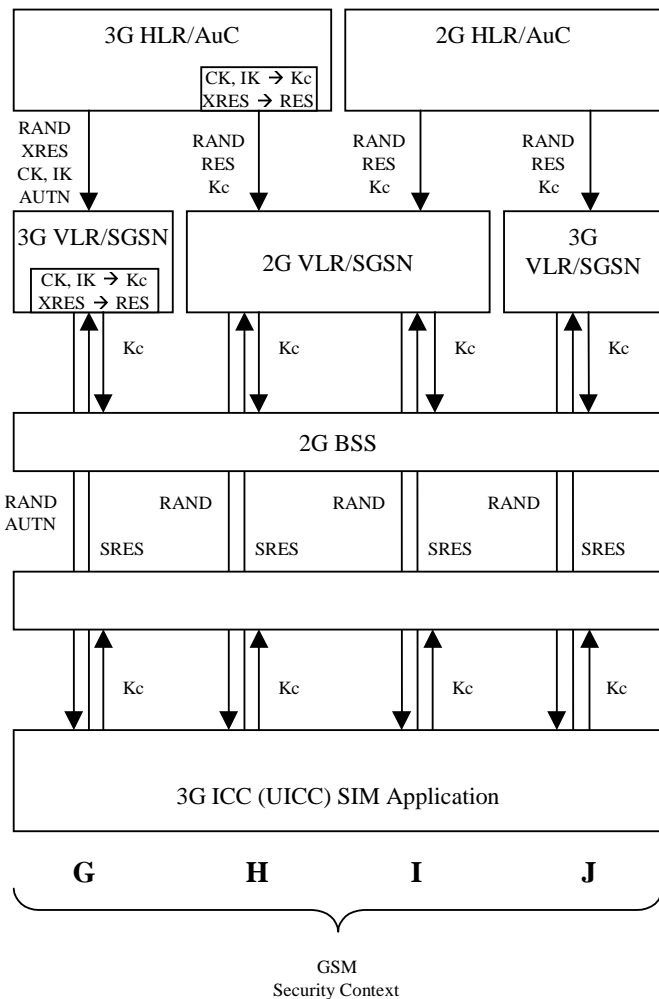 3G HLR/AuC
2G HLR/AuC
CK, IK → Kc
XRES → RES
RAND
XRES
CK, IK
AUTN
RAND
RES
Kc
RAND
RES
Kc
RAND
RES
Kc
3G VLR/SGSN
CK, IK → Kc
XRES → RES
2G VLR/SGSN
3G
VLR/SGSN
Kc
Kc
Kc
Kc
2G BSS
RAND
AUTN
RAND
RAND
RAND
SRES
SRES
SRES
SRES
Kc
Kc
Kc
Kc
3G ICC (UICC) SIM Application
G
H
I
J
GSM
Security Context